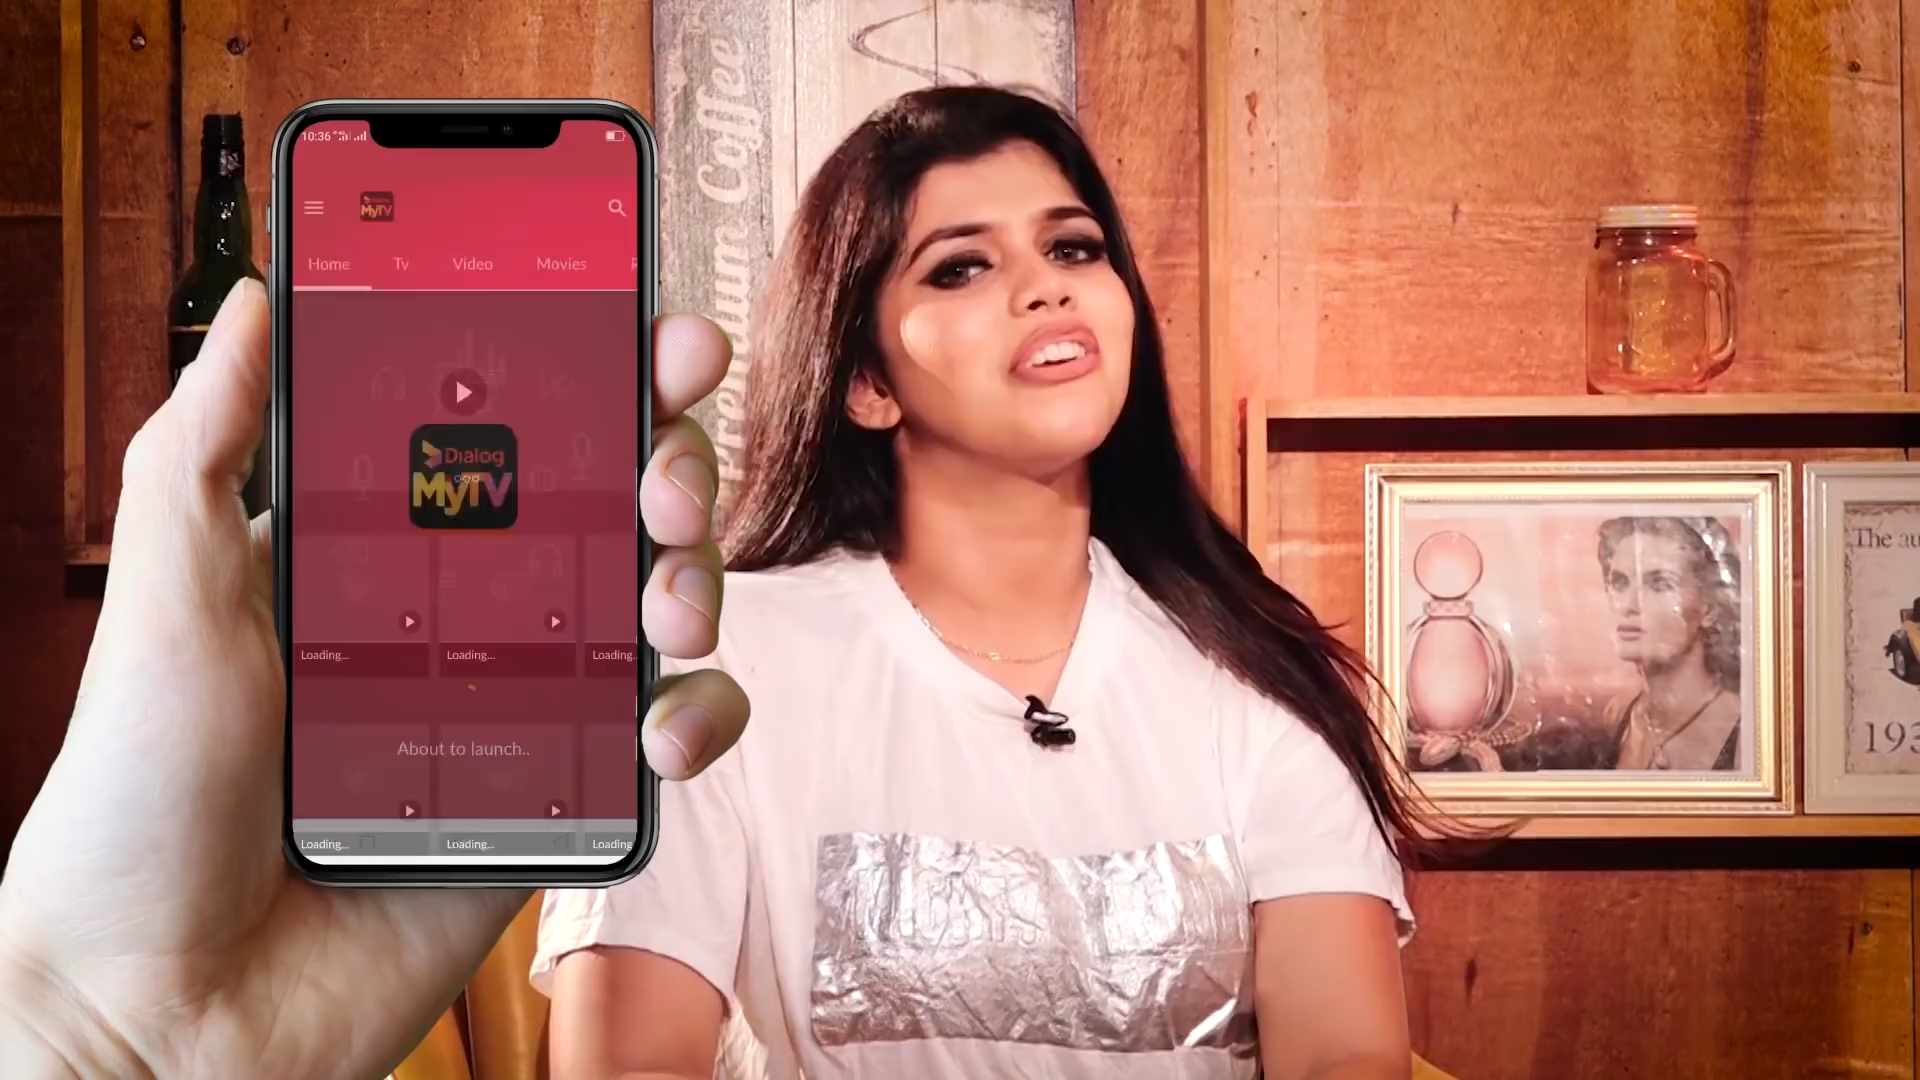 10:36
Dialog
MyTV
Home Tv Video Movies
Dialog
MyTV
Loading... Loading... Loading..
About to launch..
Loading... Loading... Loading
Premium Coffee
The au
193